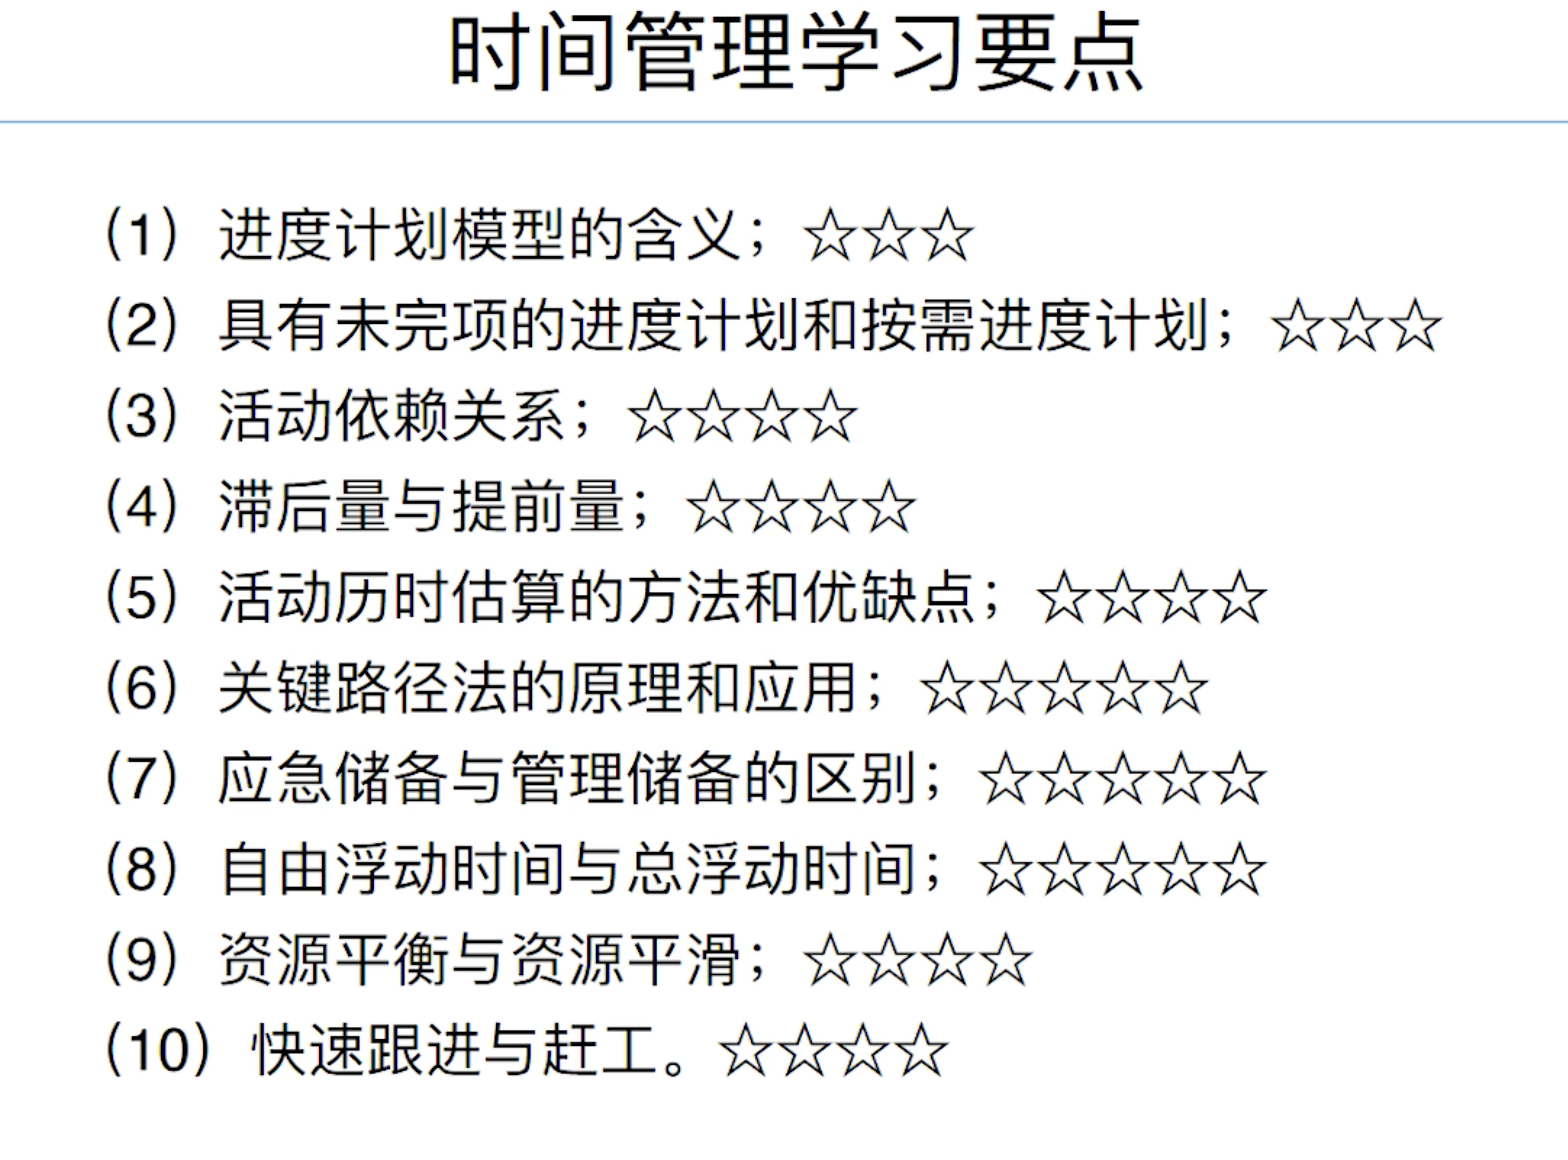 时间管理学习要点
（1）进度计划模型的含义；☆☆☆
（2）具有未完项的进度计划和按需进度计划；☆☆☆
（3）活动依赖关系；☆☆☆☆
（4）滞后量与提前量；☆☆☆☆
（5）活动历时估算的方法和优缺点；☆☆☆☆
（6）关键路径法的原理和应用；☆☆☆☆☆
（7）应急储备与管理储备的区别；☆☆☆☆☆
（8）自由浮动时间与总浮动时间；☆☆☆☆☆
（9）资源平衡与资源平滑；☆☆☆☆
（10）快速跟进与赶工。☆☆☆☆